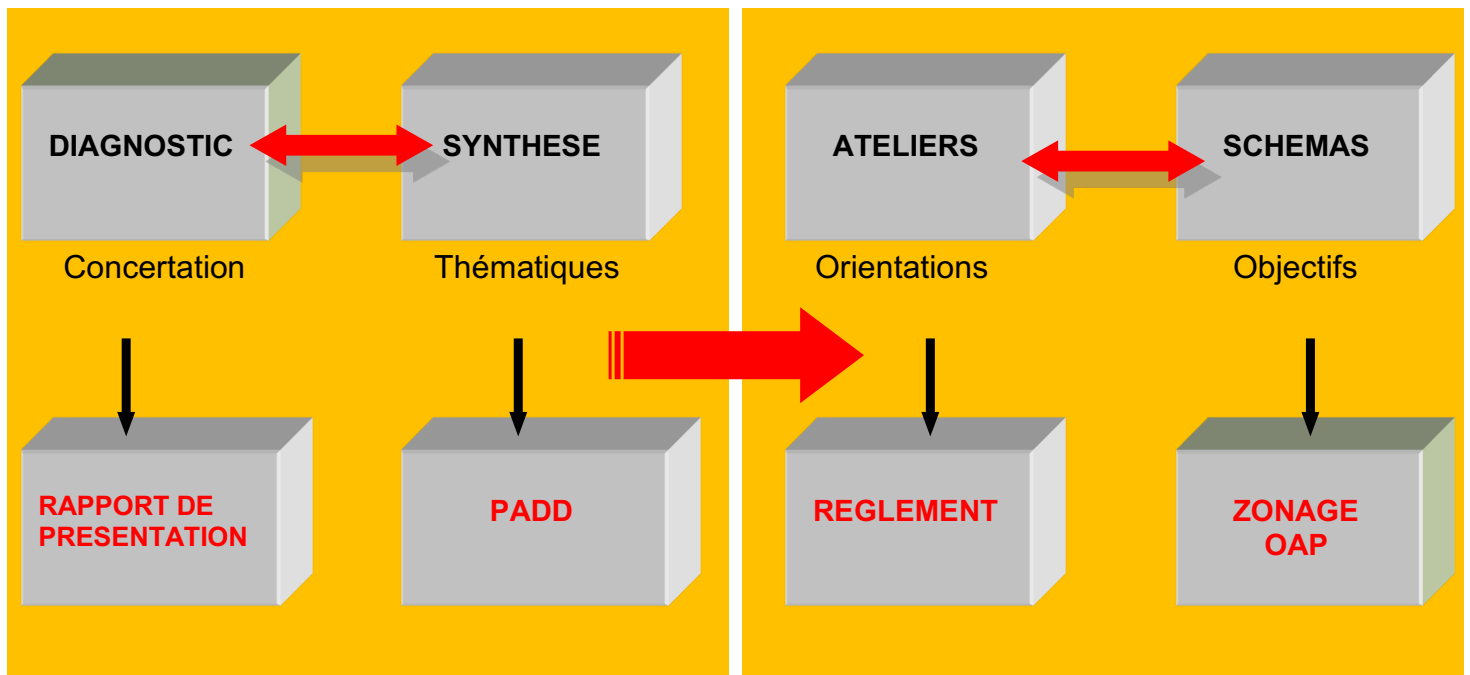 DIAGNOSTIC
SYNTHESE
ATELIERS
SCHEMAS
Concertation
Thématiques
Orientations
Objectifs
RAPPORT DE
PRESENTATION
PADD
REGLEMENT
ZONAGE
OAP